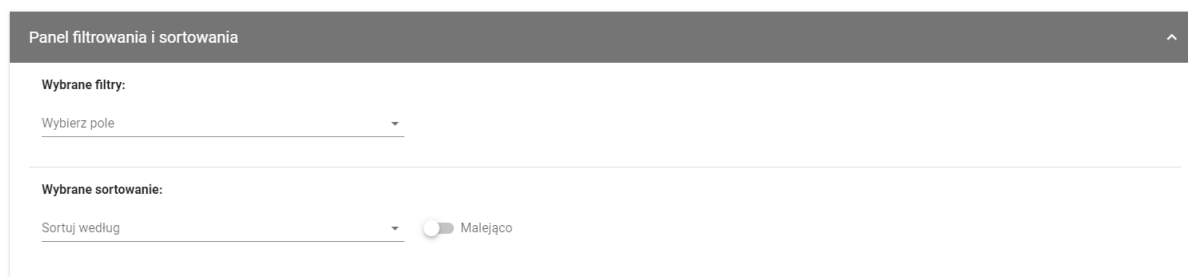 Panel filtrowania i sortowania
Wybrane filtry:
Wybierz pole
Wybrane sortowanie:
Sortuj według
Malejąco